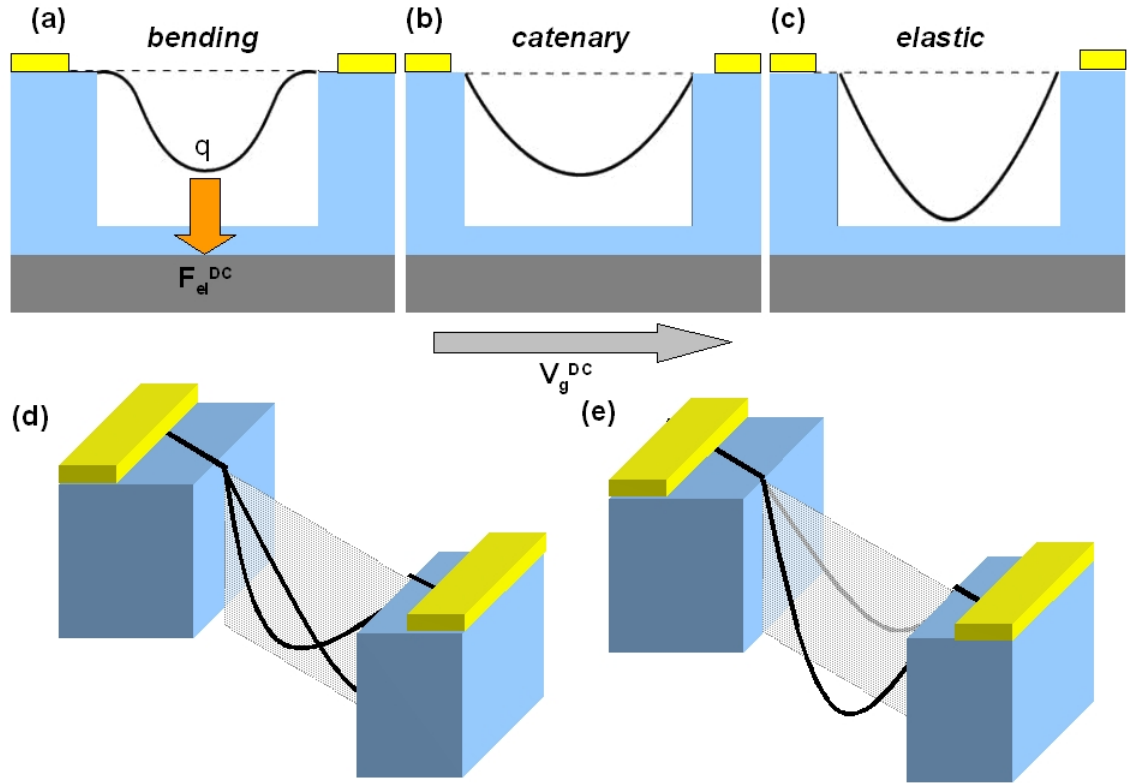 (a)
bending
(b)
catenary
(c)
elastic
q
F_el^DC
V_g^DC
(d)
(e)